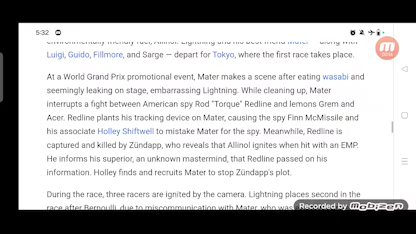 5:32
environmentally friendly fuel, Allinol. Lightning and his best friend Mater — along with
Luigi, Guido, Fillmore, and Sarge — depart for Tokyo, where the first race takes place.
At a World Grand Prix promotional event, Mater makes a scene after eating wasabi and
seemingly leaking on stage, embarrassing Lightning. While cleaning up, Mater
interrupts a fight between American spy Rod "Torque" Redline and lemons Grem and
Acer. Redline plants his tracking device on Mater, causing the spy Finn McMissile and
his associate Holley Shiftwell to mistake Mater for the spy. Meanwhile, Redline is
captured and killed by Zündapp, who reveals that Allinol ignites when hit with an EMP.
He informs his superior, an unknown mastermind, that Redline passed on his
information. Holley finds and recruits Mater to stop Zündapp's plot.
During the race, three racers are ignited by the camera. Lightning places second in the
race after Bernoulli, due to miscommunication with Mater, who was
Recorded by
MOBIZEN